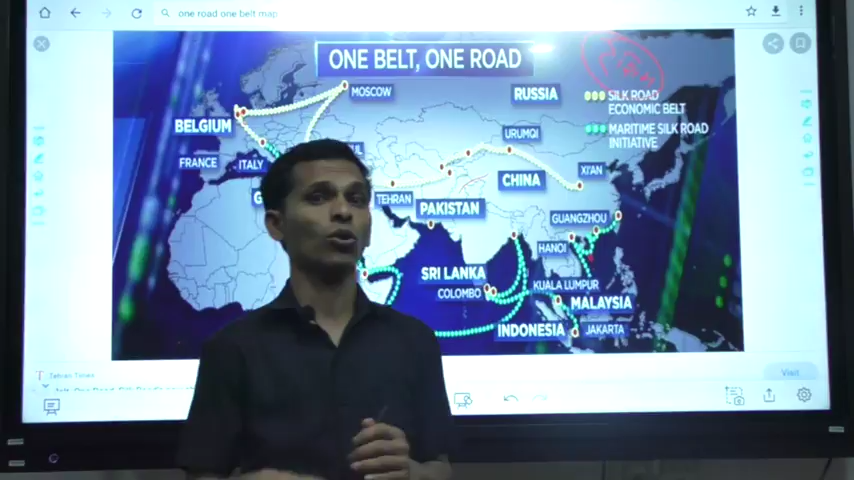 one road one belt map
ONE BELT, ONE ROAD
MOSCOW
RUSSIA
SILK ROAD
ECONOMIC BELT
BELGIUM
URUMQI
MARITIME SILK ROAD
INITIATIVE
FRANCE
ITALY
XI'AN
CHINA
TEHRAN
PAKISTAN
GUANGZHOU
HANOI
SRI LANKA
COLOMBO
KUALA LUMPUR
MALAYSIA
INDONESIA
JAKARTA
Tehran Times
Visit